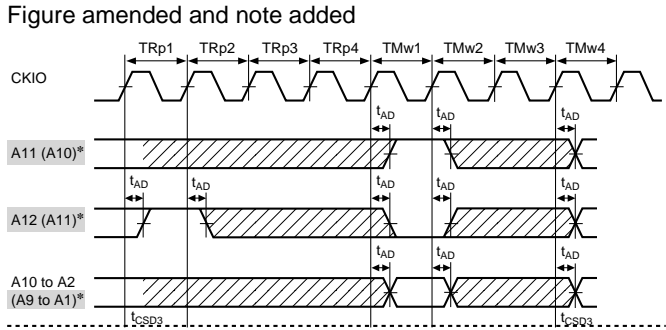 Figure amended and note added
TRp1 TRp2 TRp3 TRp4 TMw1 TMw2 TMw3 TMw4
CKIO
tAD tAD tAD
A11 (A10)*
tAD tAD tAD tAD tAD
A12 (A11)*
tAD tAD tAD
A10 to A2
(A9 to A1)*
tCSD3 tCSD3